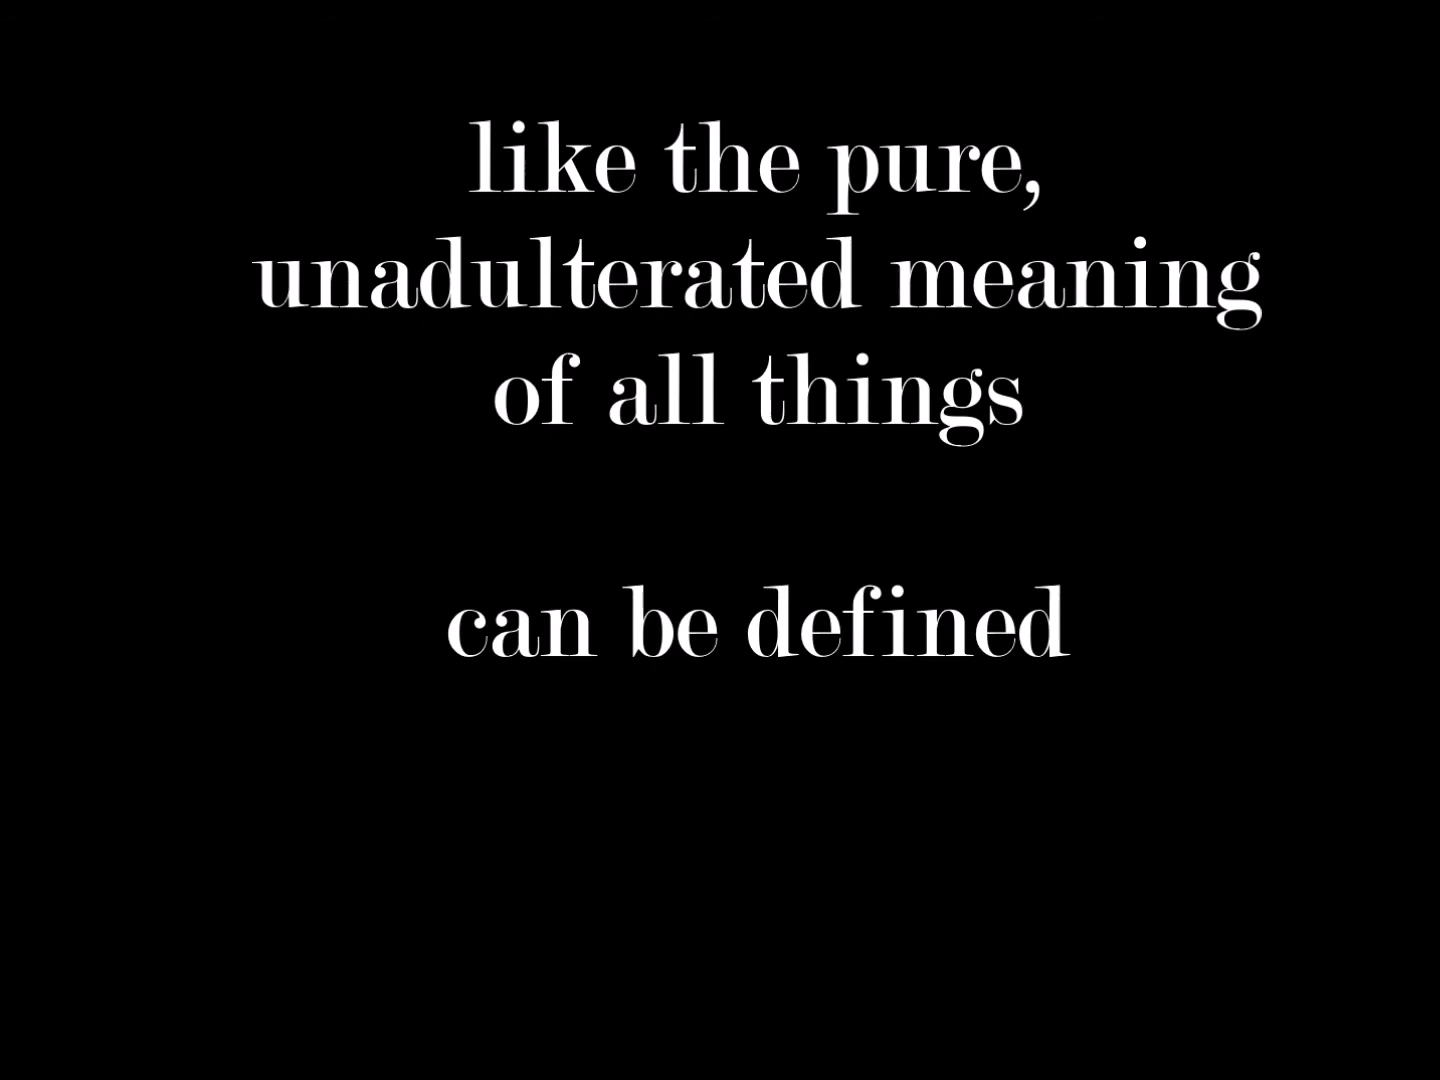 like the pure,
unadulterated meaning
of all things
can be defined